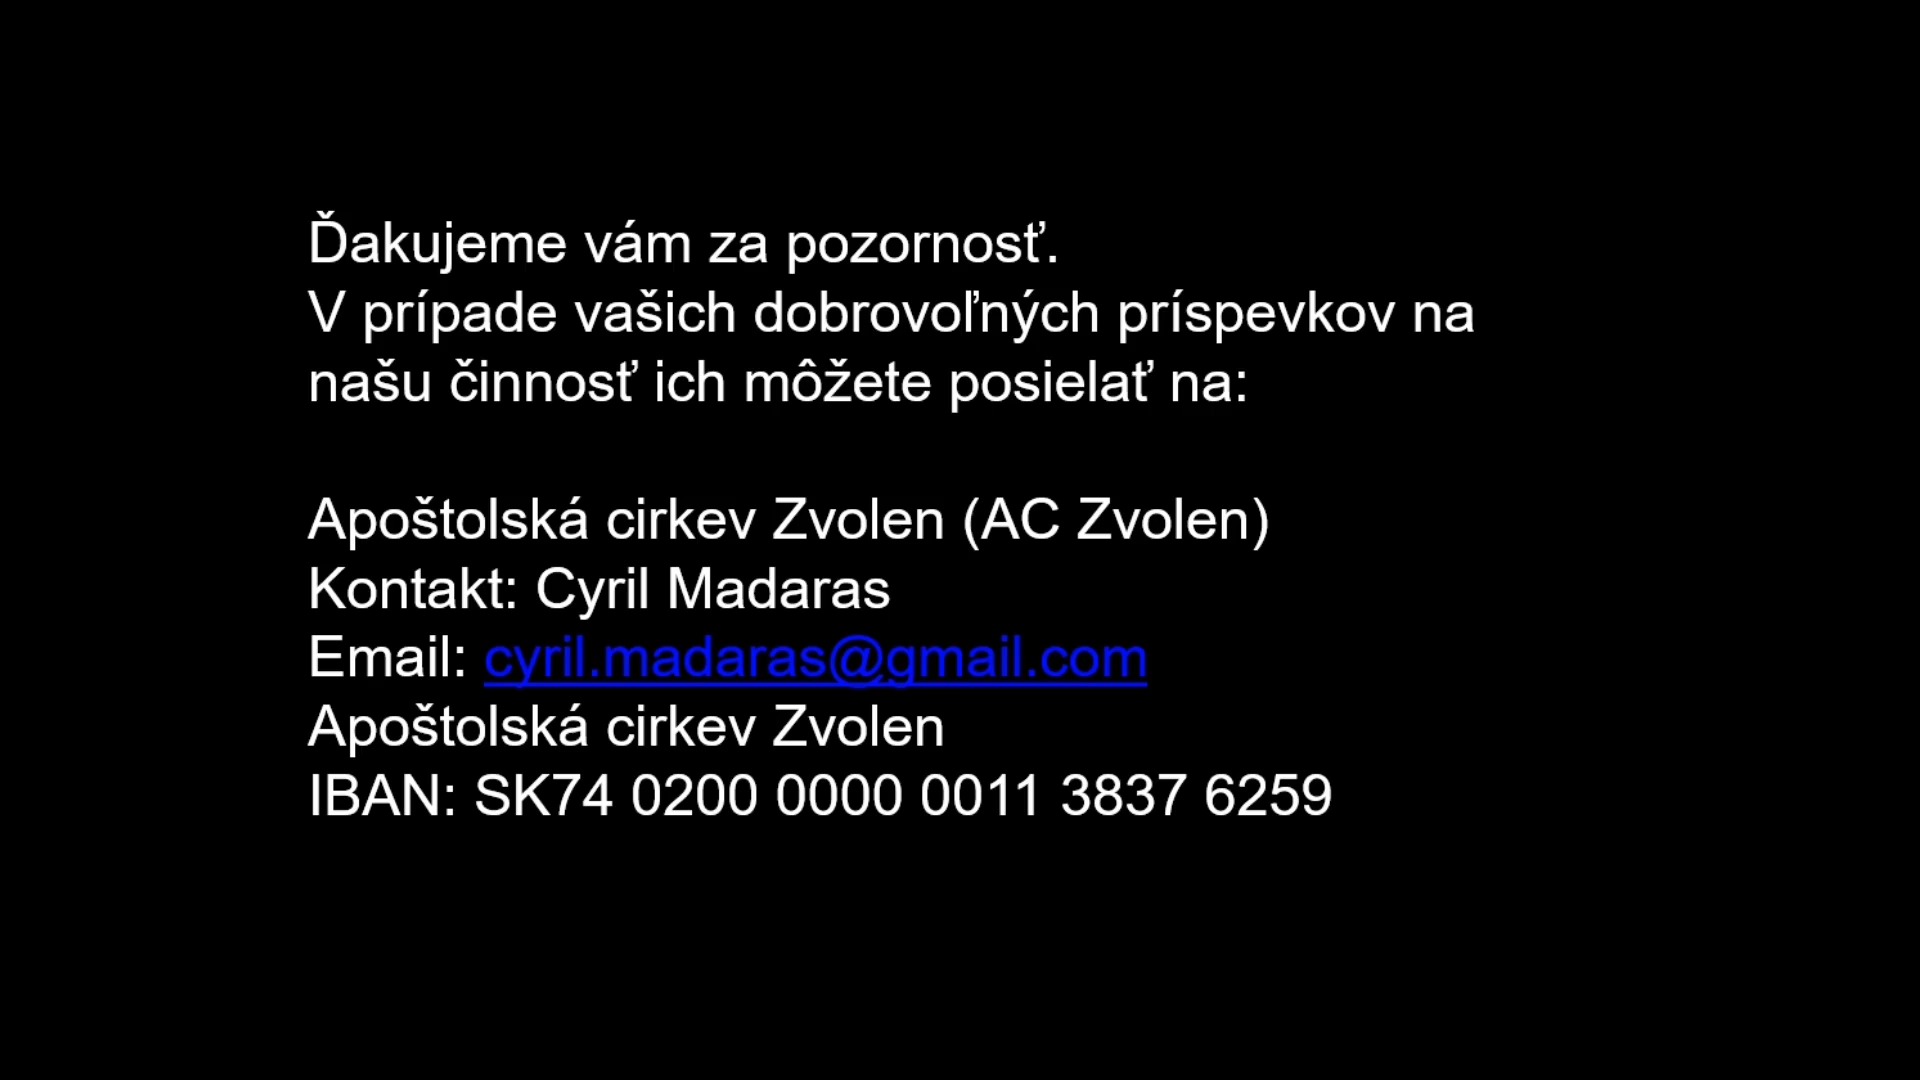 Ďakujeme vám za pozornosť.
V prípade vašich dobrovoľných príspevkov na
našu činnosť ich môžete posielať na:
Apoštolská cirkev Zvolen (AC Zvolen)
Kontakt: Cyril Madaras
Email: cyril.madaras@gmail.com
Apoštolská cirkev Zvolen
IBAN: SK74 0200 0000 0011 3837 6259